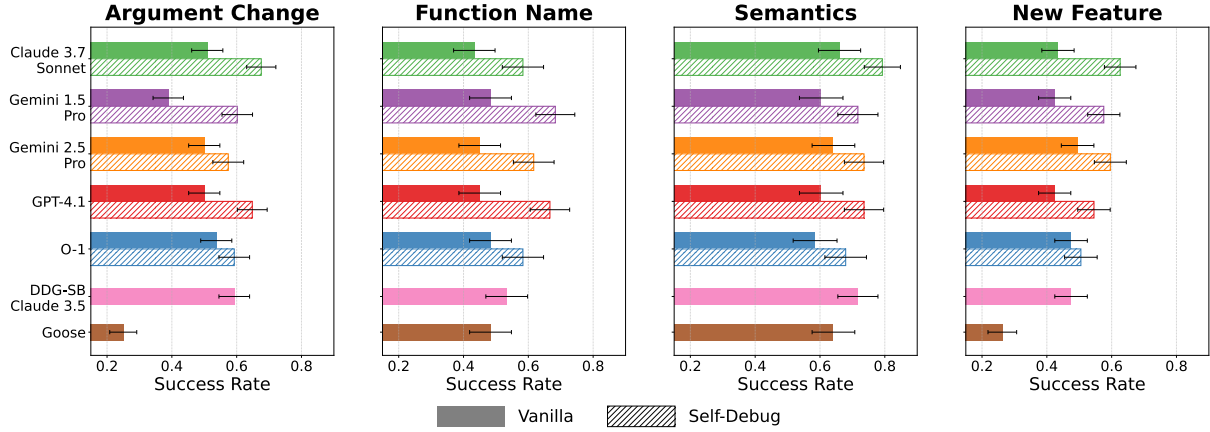 Argument Change
Function Name
Semantics
New Feature
Claude 3.7
Sonnet
Gemini 1.5
Pro
Gemini 2.5
Pro
GPT-4.1
O-1
DDG-SB
Claude 3.5
Goose
0.2 0.4 0.6 0.8
Success Rate
0.2 0.4 0.6 0.8
Success Rate
0.2 0.4 0.6 0.8
Success Rate
0.2 0.4 0.6 0.8
Success Rate
Vanilla
Self-Debug